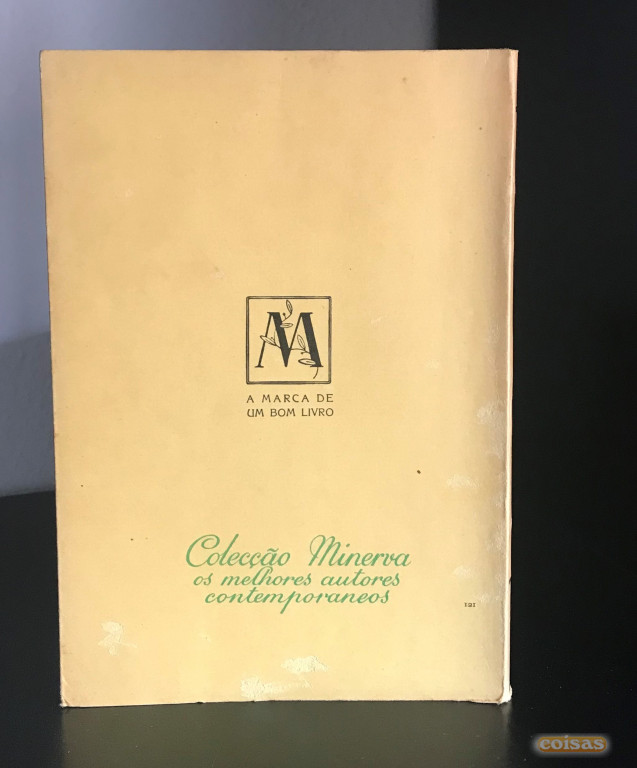 M
A MARCA DE
UM BOM LIVRO
Colecção Minerva
os melhores autores
contemporaneos
121
coisas